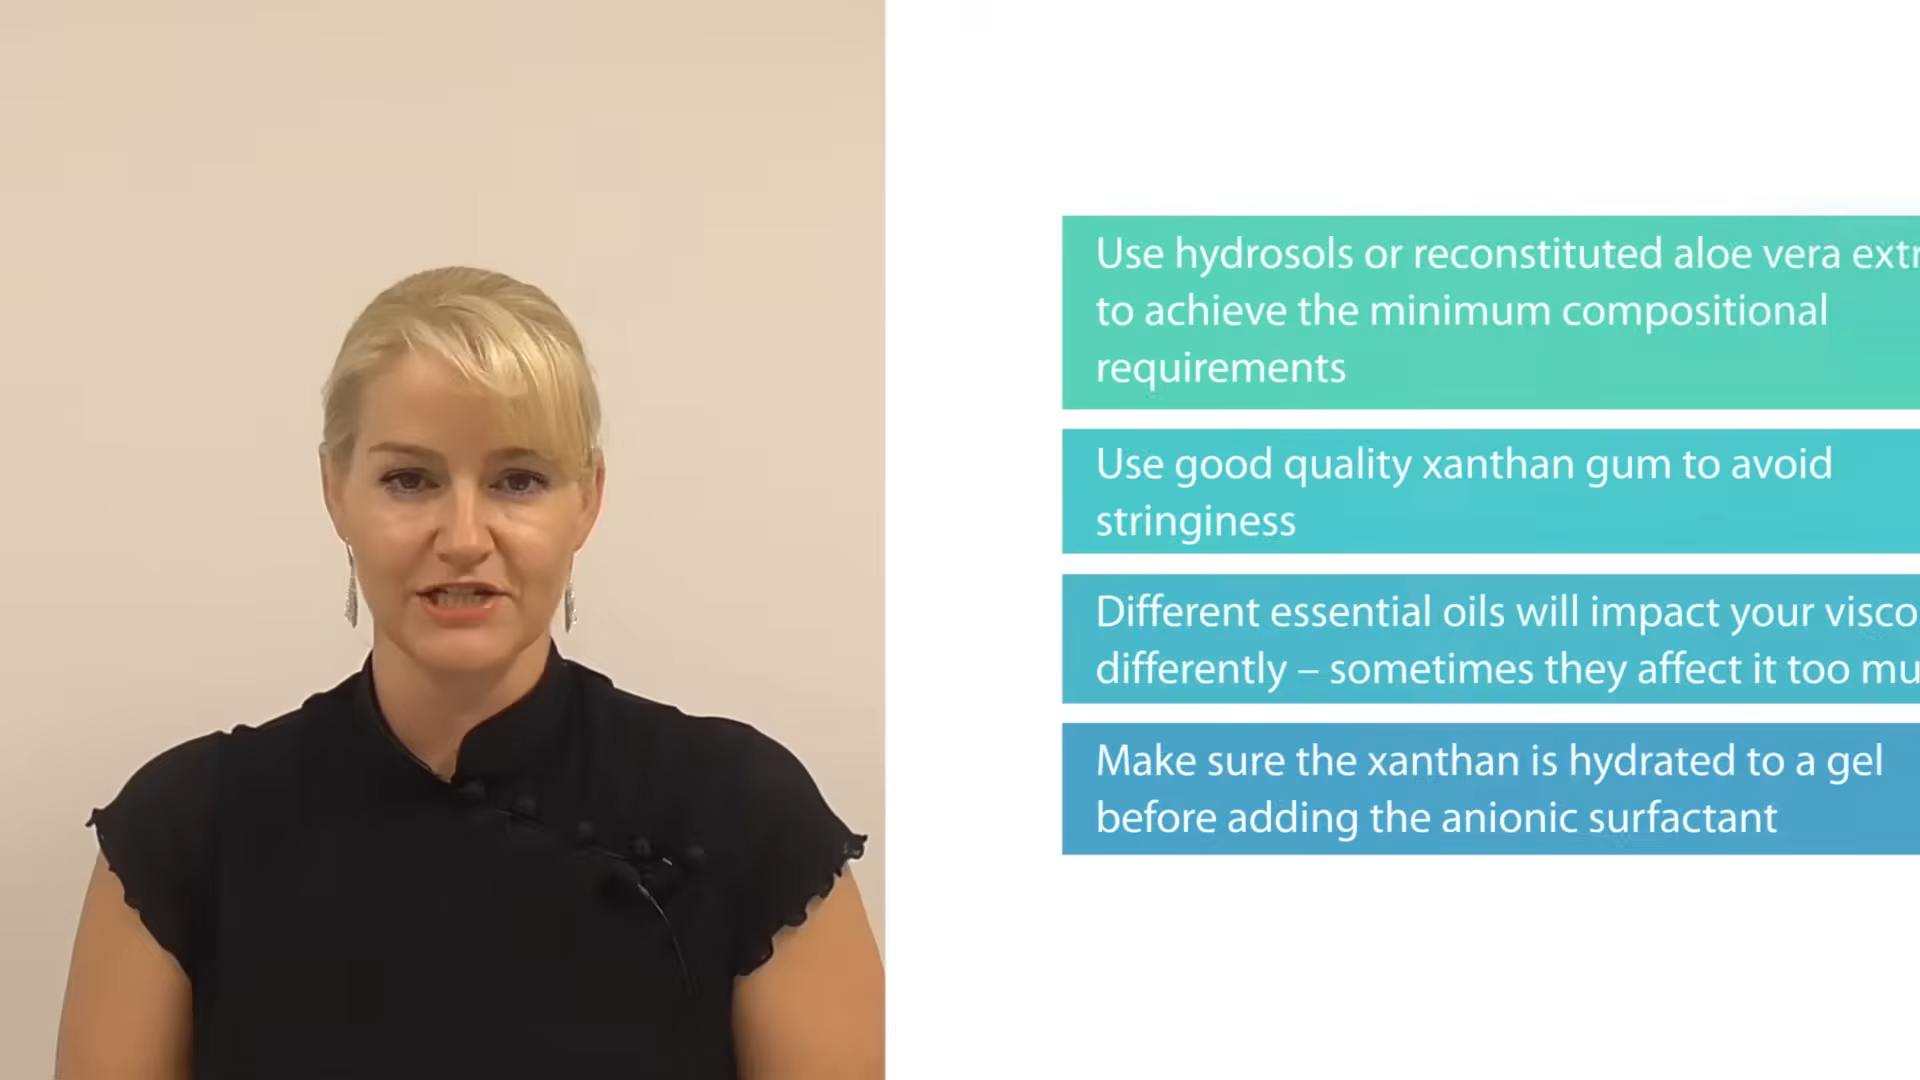 Use hydrosols or reconstituted aloe vera
to achieve the minimum compositional
requirements
Use good quality xanthan gum to avoid
stringiness
Different essential oils will impact your
differently – sometimes they affect it too
Make sure the xanthan is hydrated to a gel
before adding the anionic surfactant